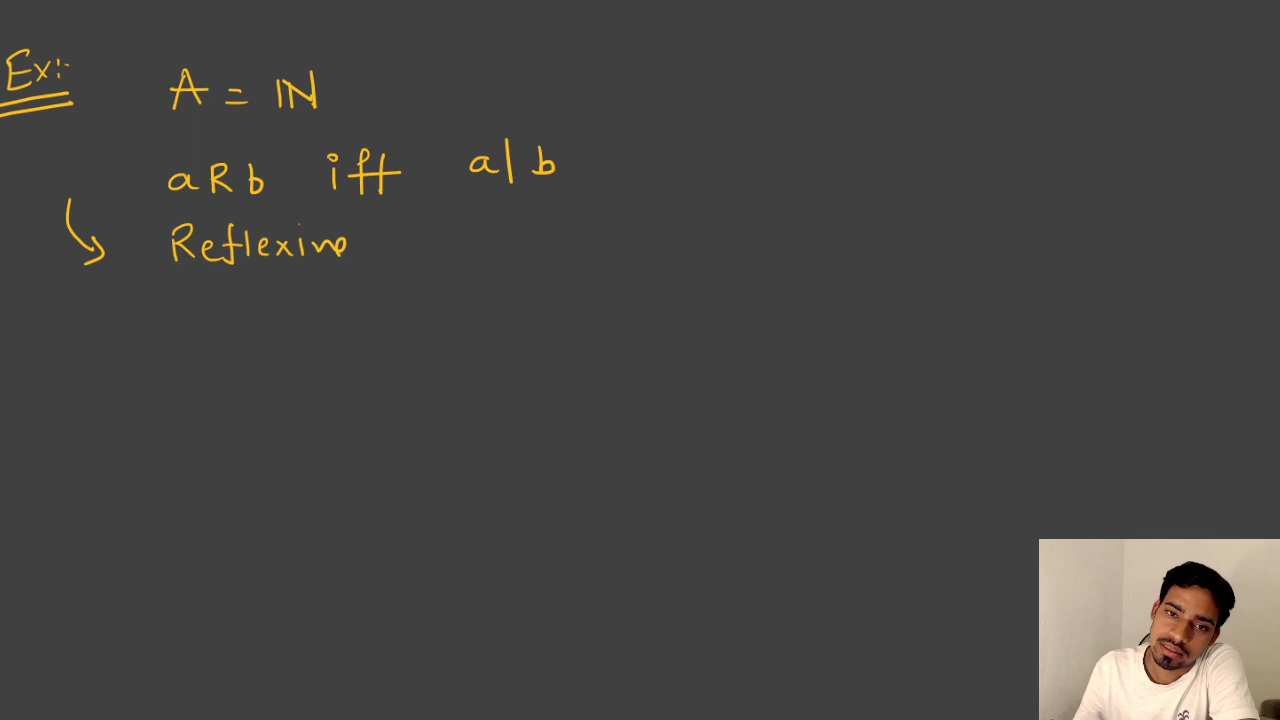 Ex:-
A = ℕ
aRb iff a|b
Reflexive